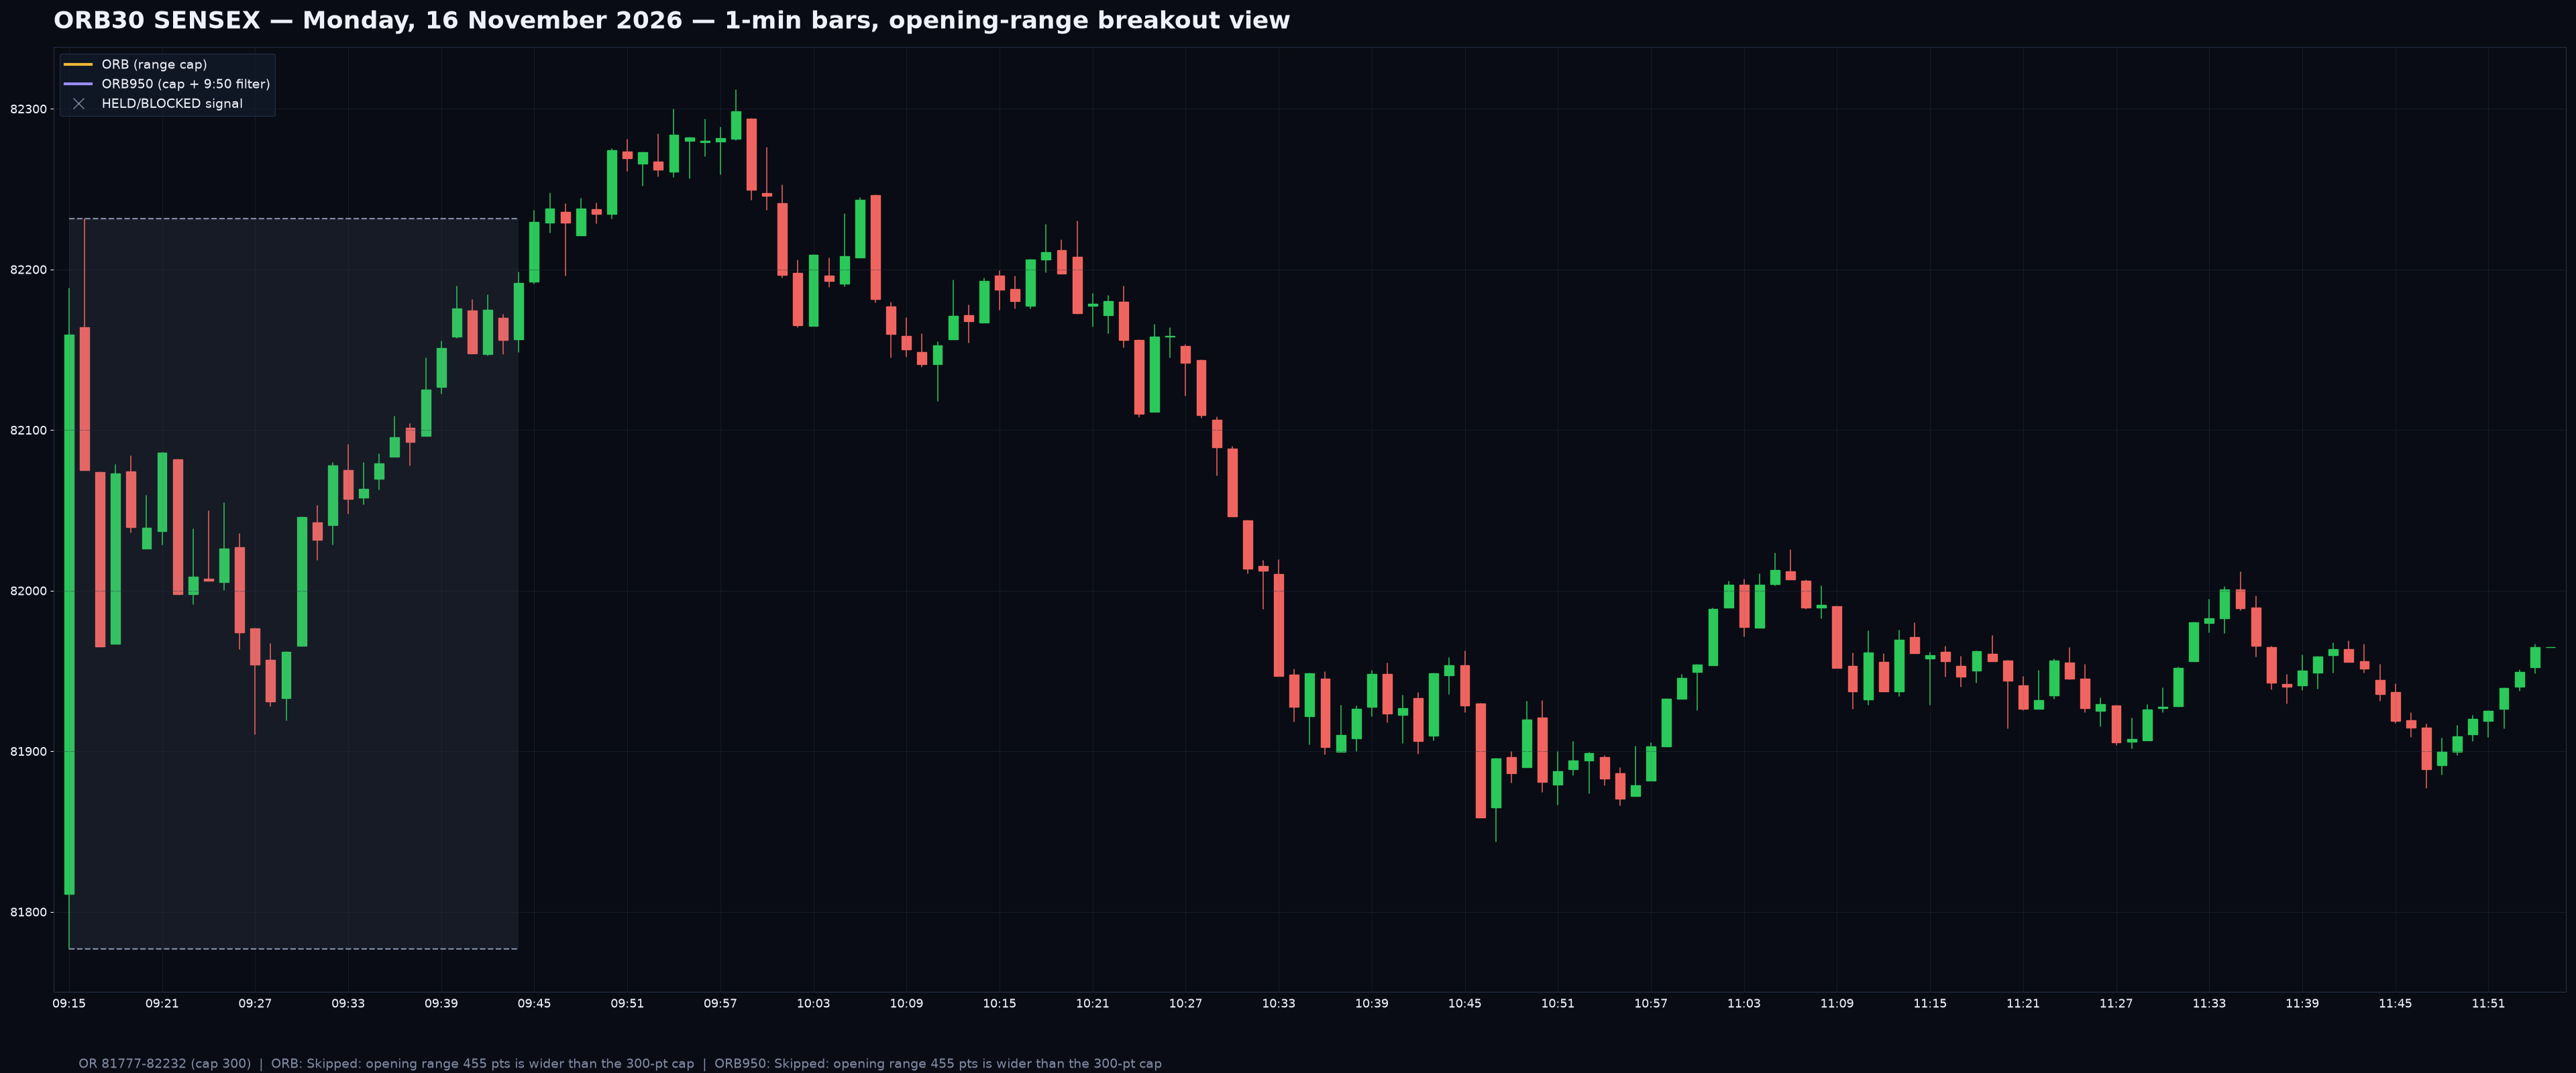 ORB30 SENSEX — Monday, 16 November 2026 — 1-min bars, opening-range breakout view
ORB (range cap)
ORB950 (cap + 9:50 filter)
HELD/BLOCKED signal
82300
82200
82100
82000
81900
81800
09:15 09:21 09:27 09:33 09:39 09:45 09:51 09:57 10:03 10:09 10:15 10:21 10:27 10:33 10:39 10:45 10:51 10:57 11:03 11:09 11:15 11:21 11:27 11:33 11:39 11:45 11:51
OR 81777-82232 (cap 300) | ORB: Skipped: opening range 455 pts is wider than the 300-pt cap | ORB950: Skipped: opening range 455 pts is wider than the 300-pt cap